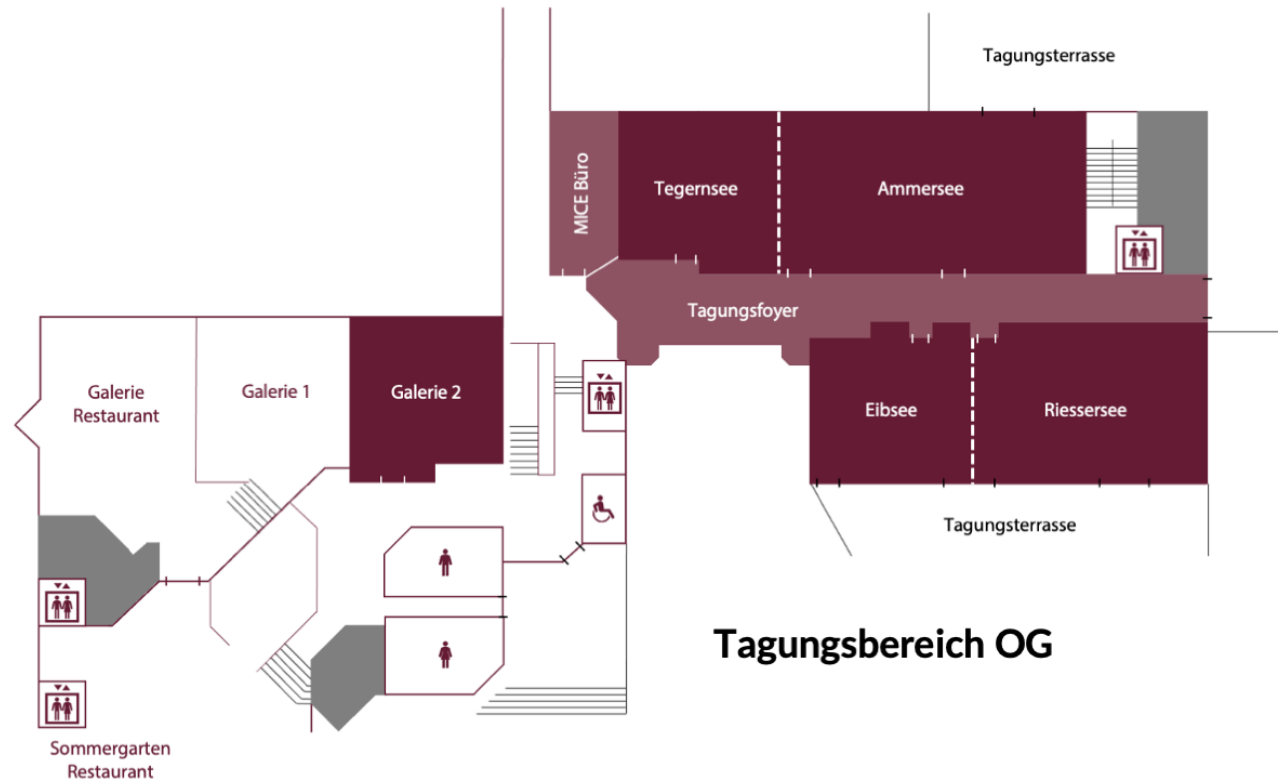 Tagungsterrasse
MICE Büro
Tegernsee
Ammersee
Tagungsfoyer
Galerie
Restaurant
Galerie 1
Galerie 2
Eibsee
Riessersee
Tagungsterrasse
Tagungsbereich OG
Sommergarten
Restaurant